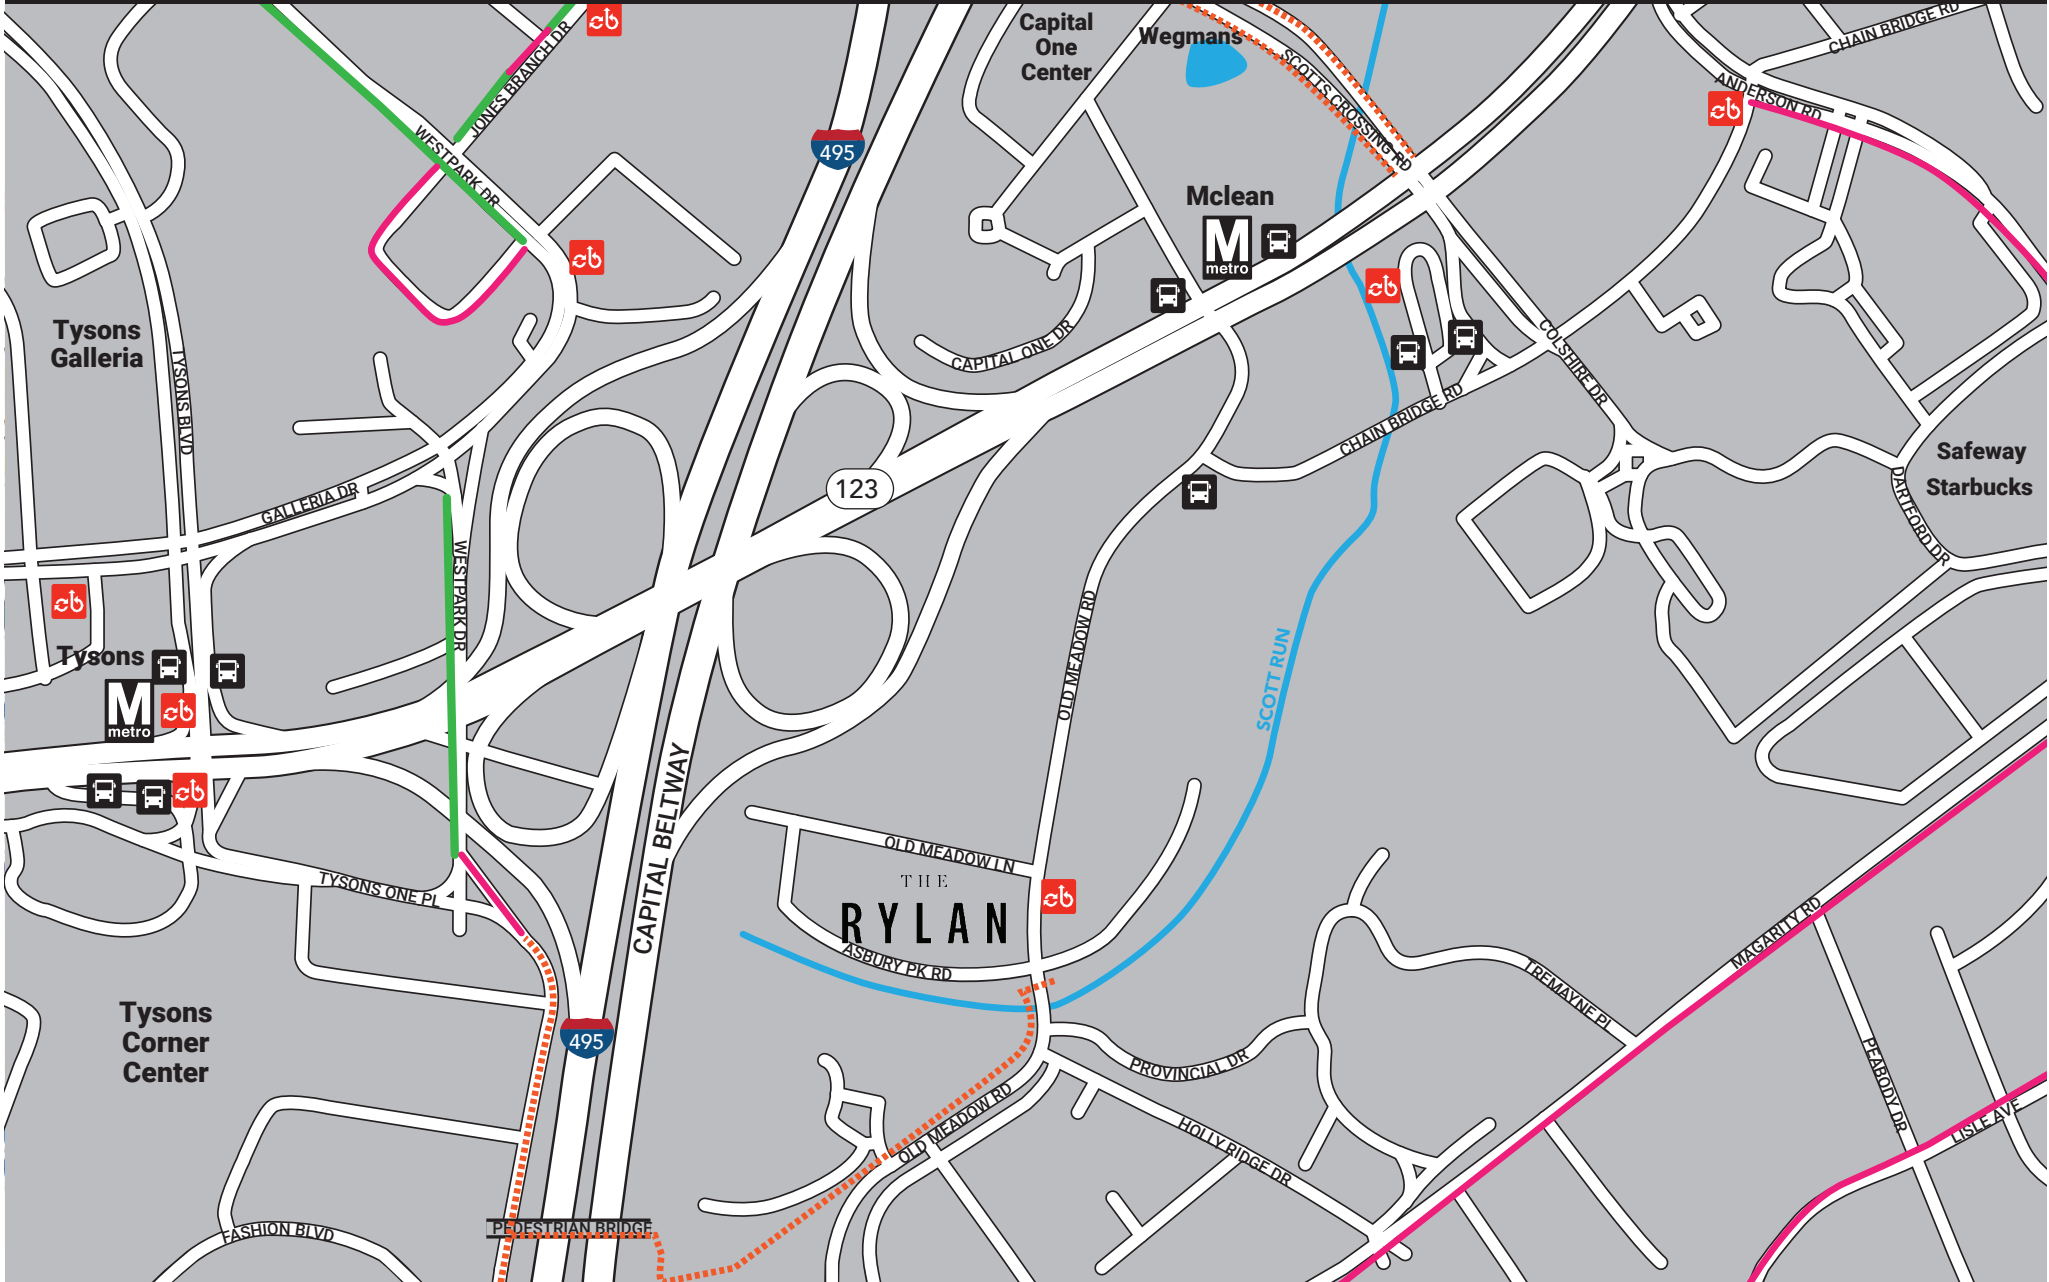 Capital
One
Center
Wegmans
CHAIN BRIDGE RD
JONES BRANCH DR
SCOTTS CROSSING RD
ANDERSON RD
495
WESTPARK DR
Mclean
M
metro
Tysons
Galleria
TYSONS BLVD
CAPITAL ONE DR
COLSHIRE DR
CHAIN BRIDGE RD
123
GALLERIA DR
Safeway
Starbucks
DARTFORD DR
WESTPARK DR
OLD MEADOW RD
SCOTT RUN
Tysons
M
metro
CAPITAL BELTWAY
OLD MEADOW LN
TYSONS ONE PL
THE
RYLAN
ASBURY PK RD
MAGARITY RD
TREMAYNE PL
Tysons
Corner
Center
495
PROVINCIAL DR
PEABODY DR
OLD MEADOW RD
HOLLY RIDGE DR
LISLE AVE
PEDESTRIAN BRIDGE
FASHION BLVD